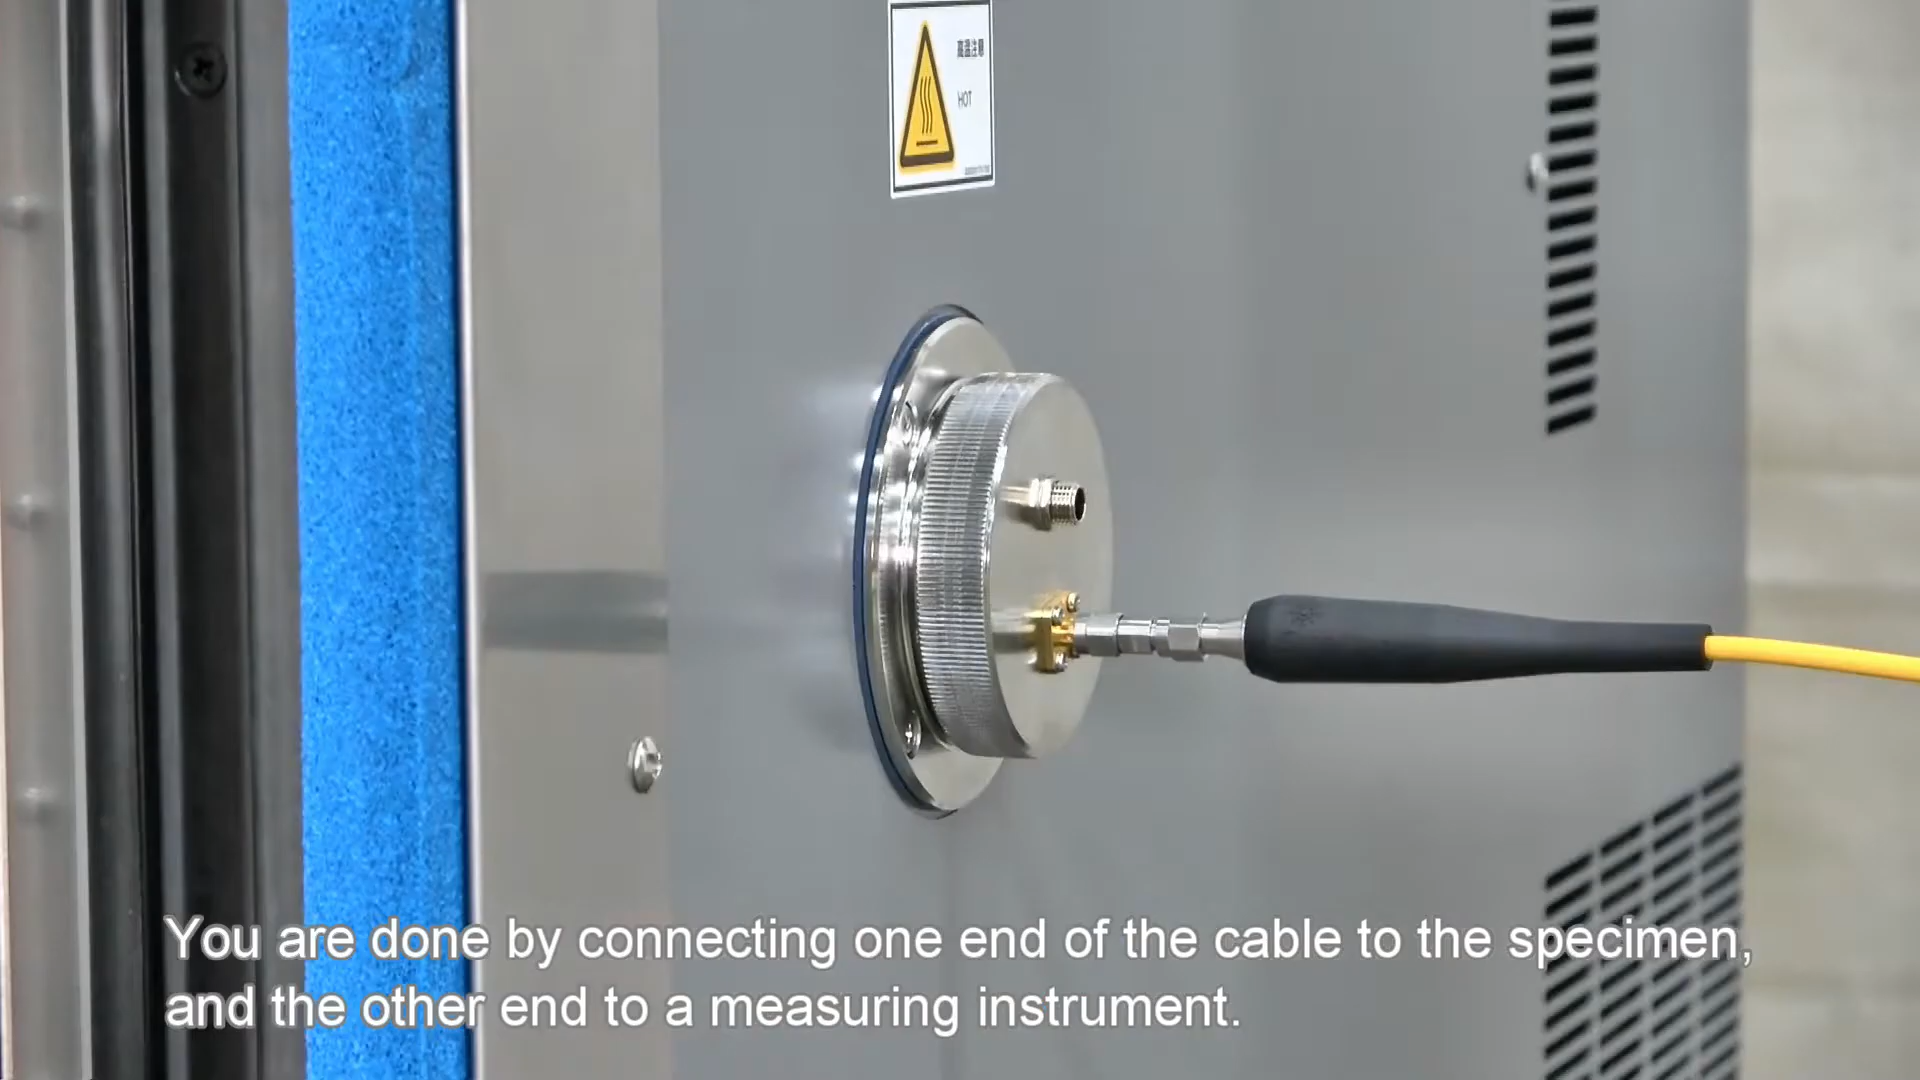 高温注意
HOT
You are done by connecting one end of the cable to the specimen,
and the other end to a measuring instrument.